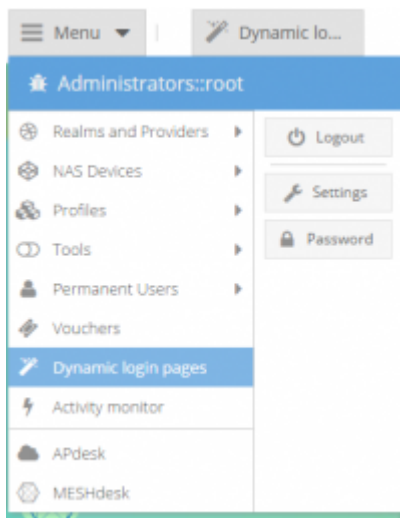 Menu
Dynamic lo...
Administrators::root
Realms and Providers
Logout
NAS Devices
Settings
Profiles
Tools
Password
Permanent Users
Vouchers
Dynamic login pages
Activity monitor
APdesk
MESHdesk